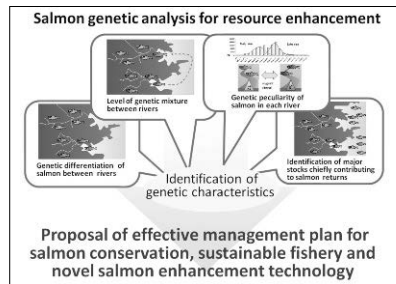 Salmon genetic analysis for resource enhancement
Level of genetic mixture
between rivers
Genetic pecularity of
salmon in each river
Genetic differentiation of
salmon between rivers
Identification of major
stocks chiefly contributing
to salmon returns
Identification of
genetic characteristics
Proposal of effective management plan for
salmon conservation, sustainable fishery and
novel salmon enhancement technology